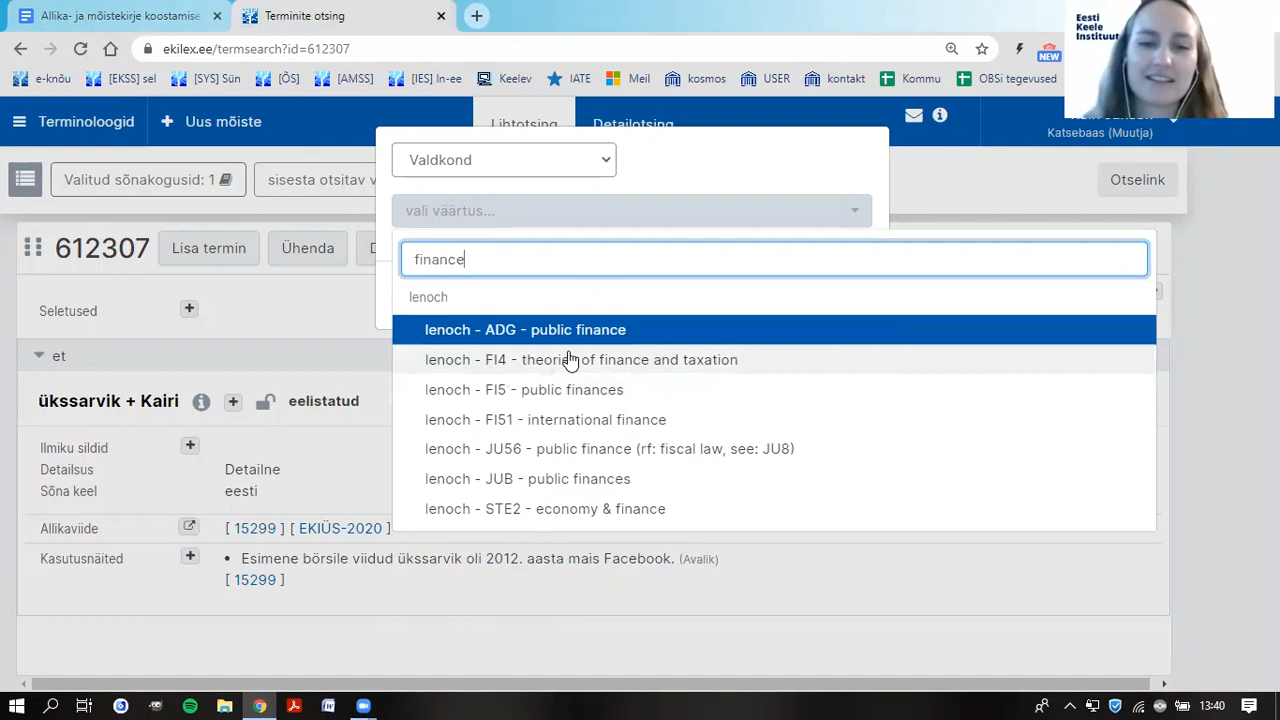 Allika- ja mõistekirje koostamise
Terminite otsing
ekilex.ee/termsearch?id=612307
NEW
e-knõu
[EKSS] sel
[SYS] Sün
[ÕS]
[AMSS]
[IES] In-ee
Keelev
IATE
Meil
kosmos
USER
kontakt
Kommu
OBSi tegevused
Eesti
Keele
Instituut
Terminoloogid
Uus mõiste
Lihtotsing
Detailotsing
Katsebaas (Muutja)
Valitud sõnakogusid: 1
sisesta otsitav v
Valdkond
Otselink
vali väärtus...
612307
Lisa termin
Ühenda
D
finance
lenoch
Seletused
lenoch - ADG - public finance
et
lenoch - FI4 - theories of finance and taxation
lenoch - FI5 - public finances
ükssarvik + Kairi
eelistatud
lenoch - FI51 - international finance
Ilmiku sildid
lenoch - JU56 - public finance (rf: fiscal law, see: JU8)
Detailsus
Detailne
lenoch - JUB - public finances
Sõna keel
eesti
lenoch - STE2 - economy & finance
Allikaviide
[ 15299 ] [ EKIÜS-2020 ]
Kasutusnäited
• Esimene börsile viidud ükssarvik oli 2012. aasta mais Facebook. (Avalik)
[ 15299 ]
13:40